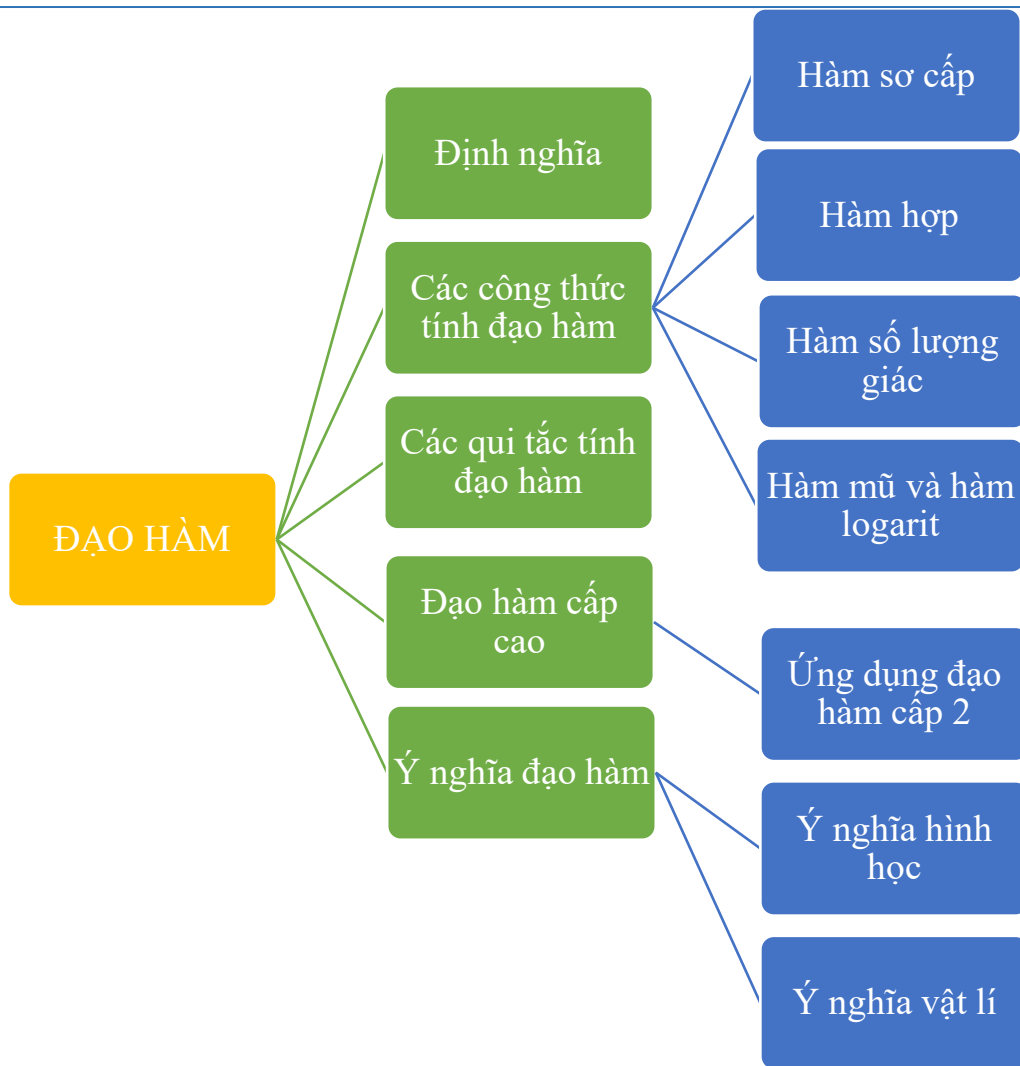 ĐẠO HÀM
Định nghĩa
Các công thức
tính đạo hàm
Các qui tắc tính
đạo hàm
Đạo hàm cấp
cao
Ý nghĩa đạo hàm
Hàm sơ cấp
Hàm hợp
Hàm số lượng
giác
Hàm mũ và hàm
logarit
Ứng dụng đạo
hàm cấp 2
Ý nghĩa hình
học
Ý nghĩa vật lí